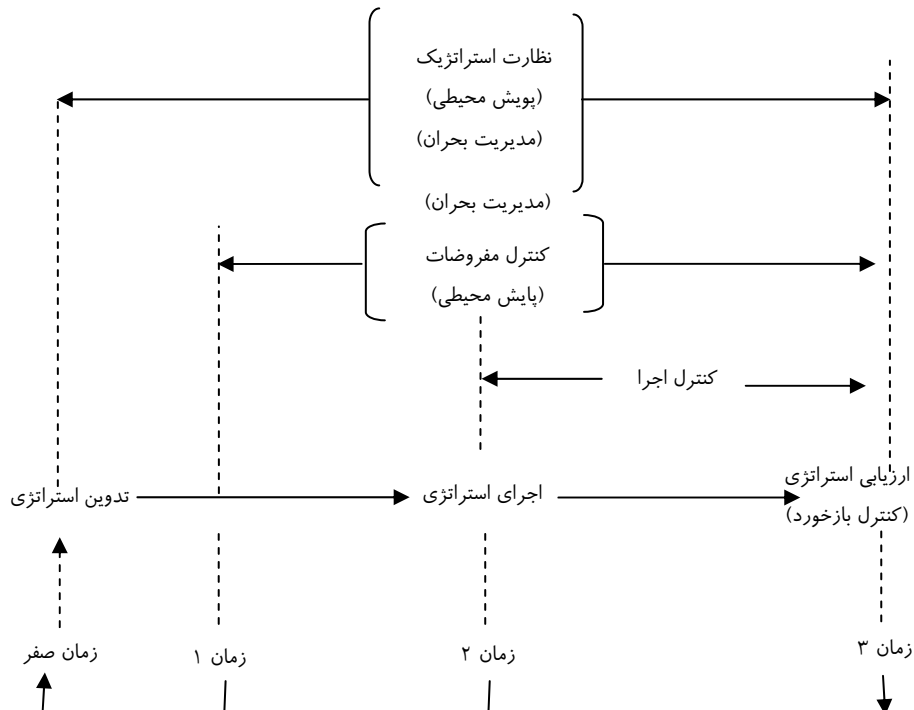 نظارت استراتژیک
(پویش محیطی)
(مدیریت بحران)
(مدیریت بحران)
کنترل مفروضات
(پایش محیطی)
کنترل اجرا
تدوین استراتژی
اجرای استراتژی
ارزیابی استراتژی
(کنترل بازخورد)
زمان صفر
زمان ۱
زمان ۲
زمان ۳